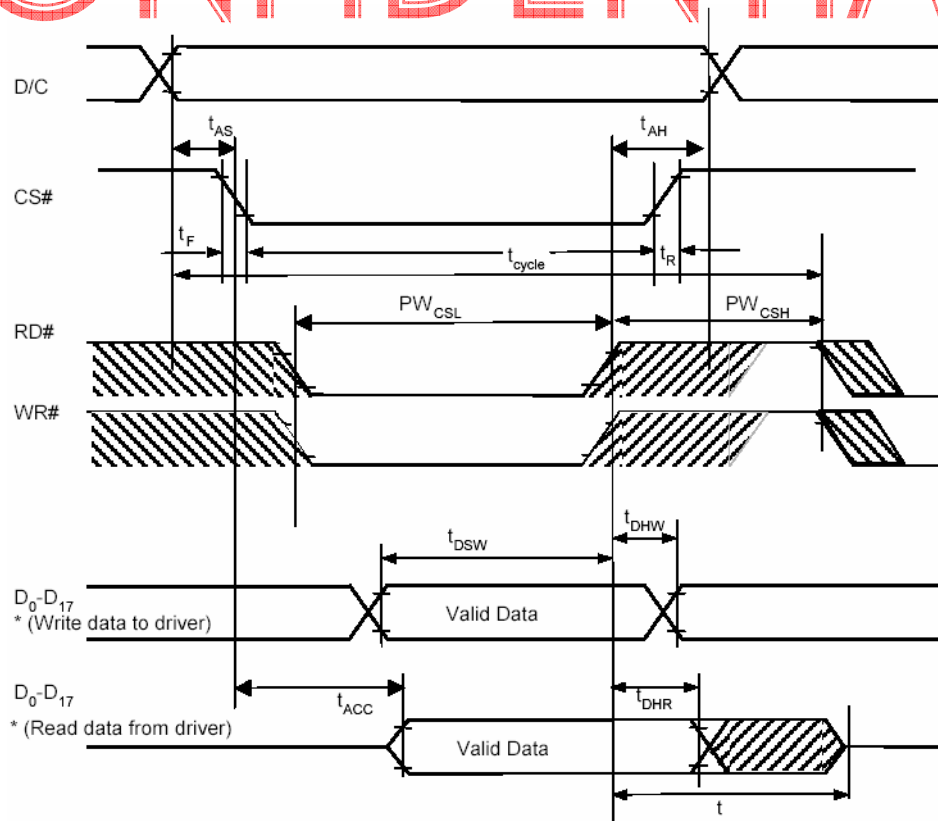 CONFIDENTIAL
D/C
tAS
tAH
CS#
tF
tcycle
tR
PWCSL
PWCSH
RD#
WR#
tDSW
tDHW
D0-D17
* (Write data to driver)
Valid Data
D0-D17
* (Read data from driver)
tACC
tDHR
Valid Data
t